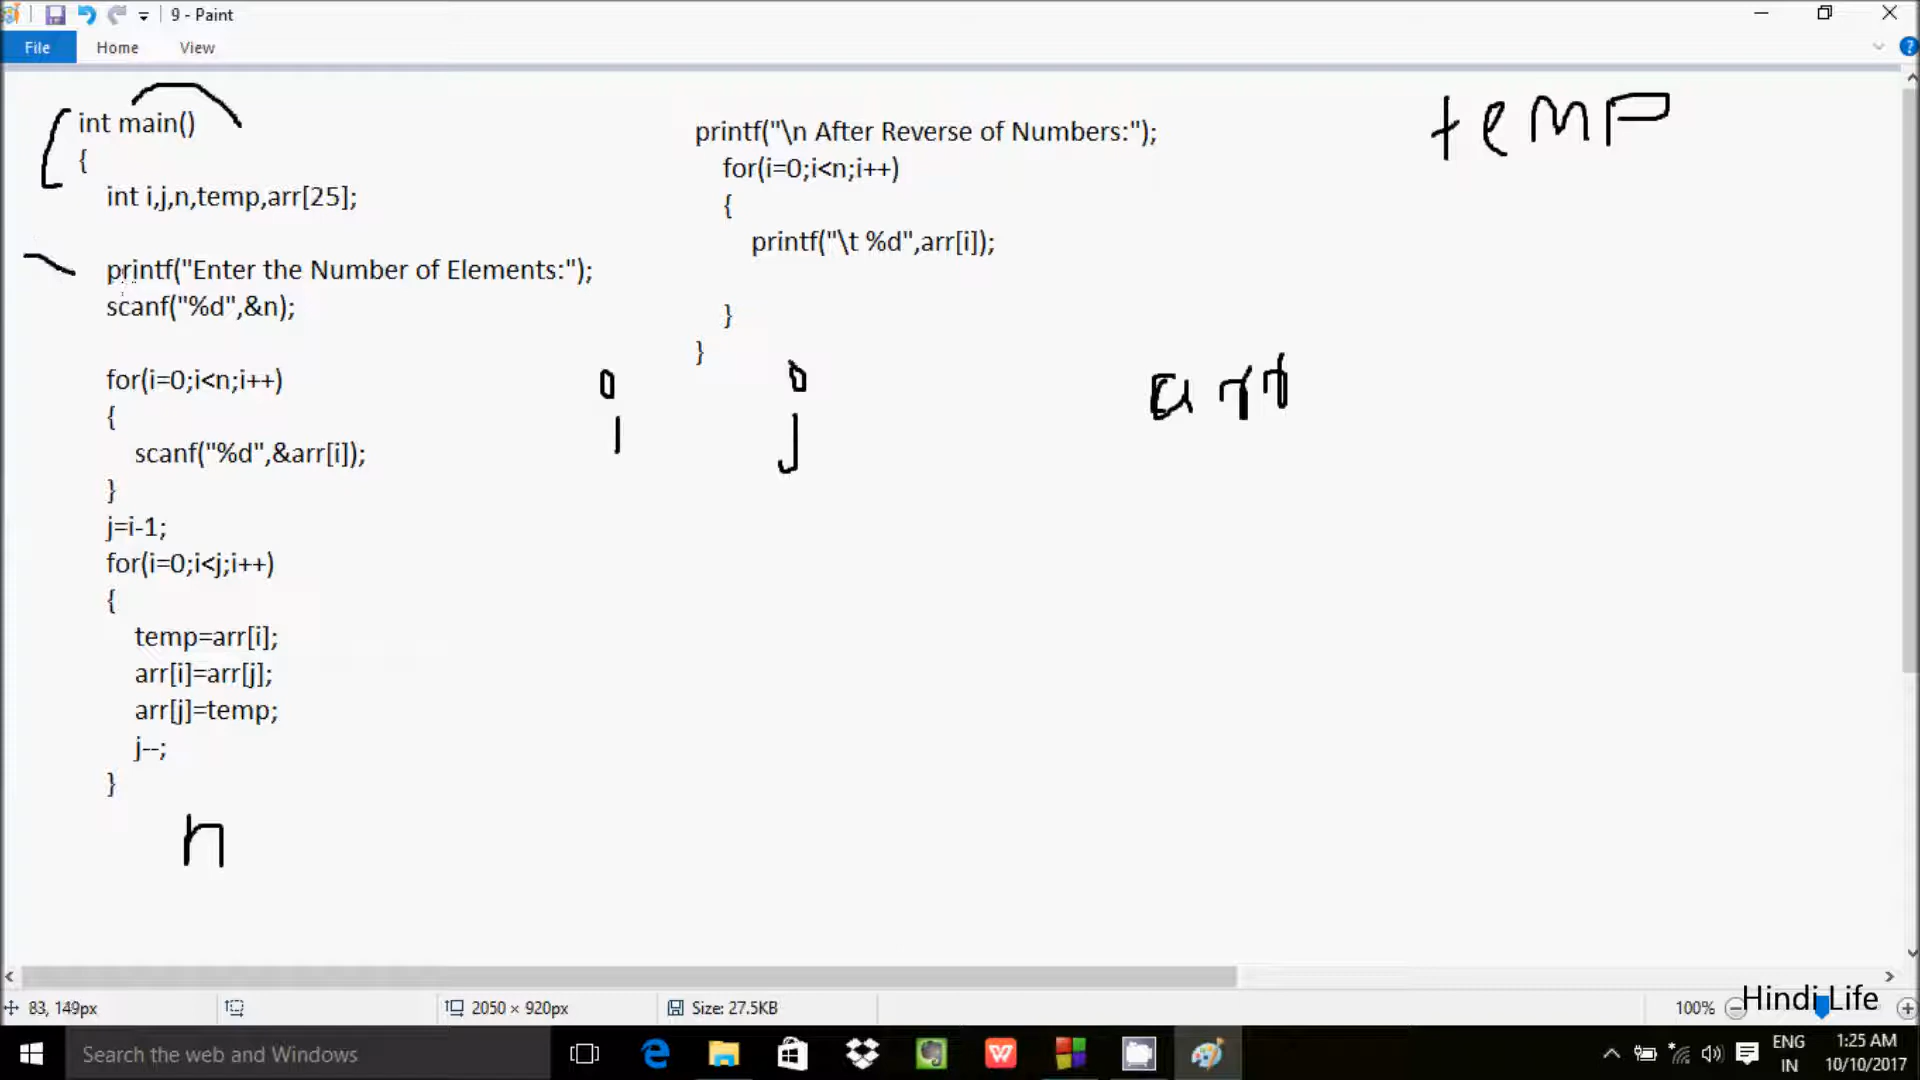 9 - Paint
File Home View
int main()
{
int i,j,n,temp,arr[25];
printf("Enter the Number of Elements:");
scanf("%d",&n);
for(i=0;i<n;i++)
{
scanf("%d",&arr[i]);
}
j=i-1;
for(i=0;i<j;i++)
{
temp=arr[i];
arr[i]=arr[j];
arr[j]=temp;
j--;
}
n
printf("\n After Reverse of Numbers:");
for(i=0;i<n;i++)
{
printf("\t %d",arr[i]);
}
}
0 0
i j
temp
arr
83, 149px 2050 × 920px Size: 27.5KB 100%
Hindi Life
Search the web and Windows
ENG
IN
1:25 AM
10/10/2017